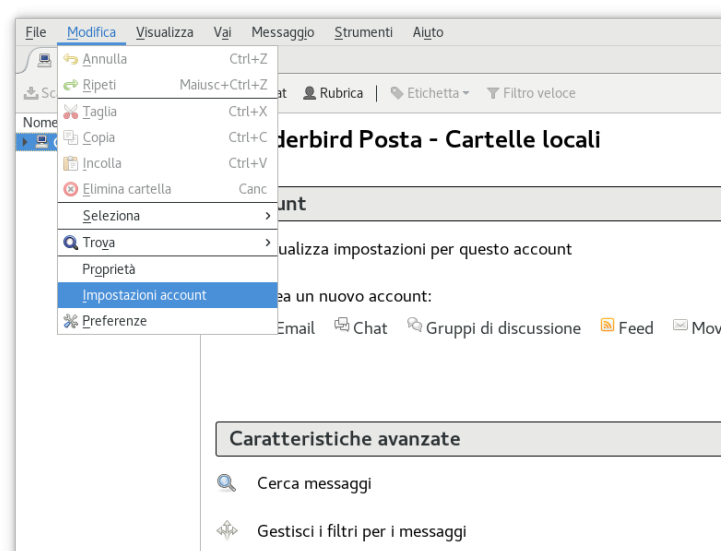 File Modifica Visualizza Vai Messaggio Strumenti Aiuto
Annulla Ctrl+Z
Ripeti Maiusc+Ctrl+Z
Rubrica Etichetta Filtro veloce
Taglia Ctrl+X
Nome
Copia Ctrl+C
derbird Posta - Cartelle locali
Incolla Ctrl+V
Elimina cartella Canc
unt
Seleziona
Trova
ualizza impostazioni per questo account
Proprietà
Impostazioni account
ea un nuovo account:
Preferenze
Email Chat Gruppi di discussione Feed Mov
Caratteristiche avanzate
Cerca messaggi
Gestisci i filtri per i messaggi